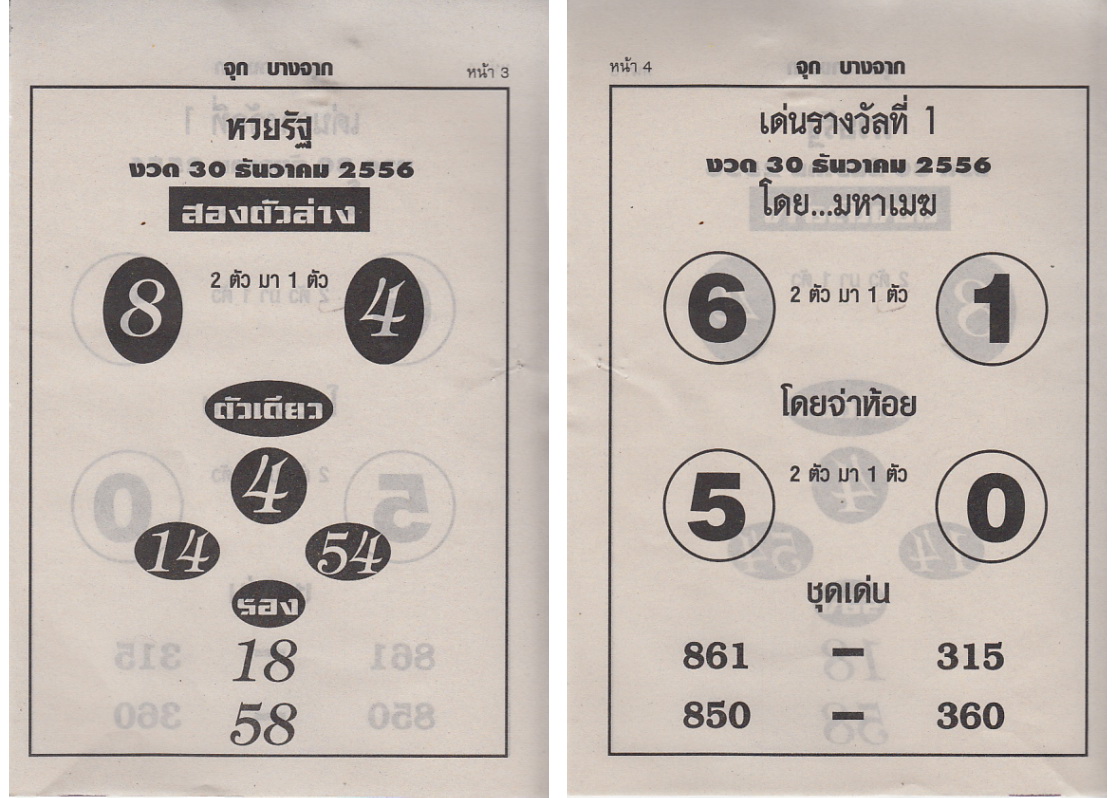 จุก บางจาก
หน้า 3
หวยรัฐ
งวด 30 ธันวาคม 2556
สองตัวล่าง
8 2 ตัว มา 1 ตัว 4
ตัวเดียว
4
14 54
รอง
18
58
หน้า 4
จุก บางจาก
เด่นรางวัลที่ 1
งวด 30 ธันวาคม 2556
โดย...มหาเมฆ
6 2 ตัว มา 1 ตัว 1
โดยจ่าห้อย
5 2 ตัว มา 1 ตัว 0
ชุดเด่น
861 – 315
850 – 360